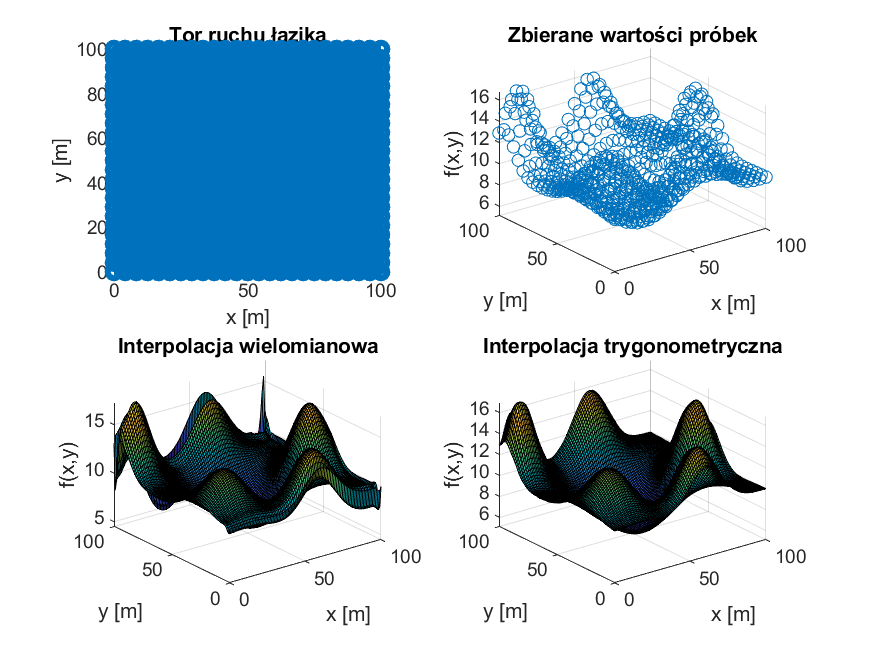 Tor ruchu łazika
100
80
60
40
20
0
y [m]
0 50 100
x [m]
Zbierane wartości próbek
16
14
12
10
8
6
f(x,y)
100
50
0
y [m]
0
50
100
x [m]
Interpolacja wielomianowa
15
10
5
f(x,y)
100
50
0
y [m]
0
50
100
x [m]
Interpolacja trygonometryczna
16
14
12
10
8
6
f(x,y)
100
50
0
y [m]
0
50
100
x [m]